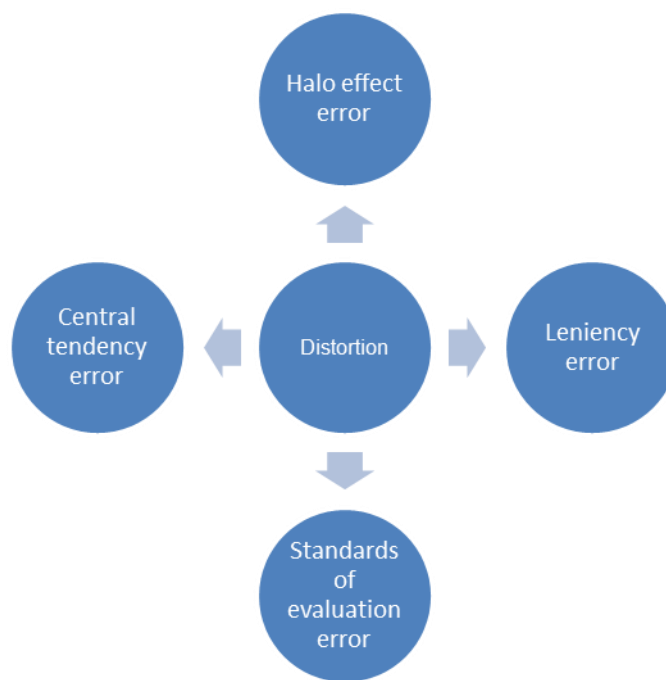 Halo effect
error
Central
tendency
error
Distortion
Leniency
error
Standards
of
evaluation
error